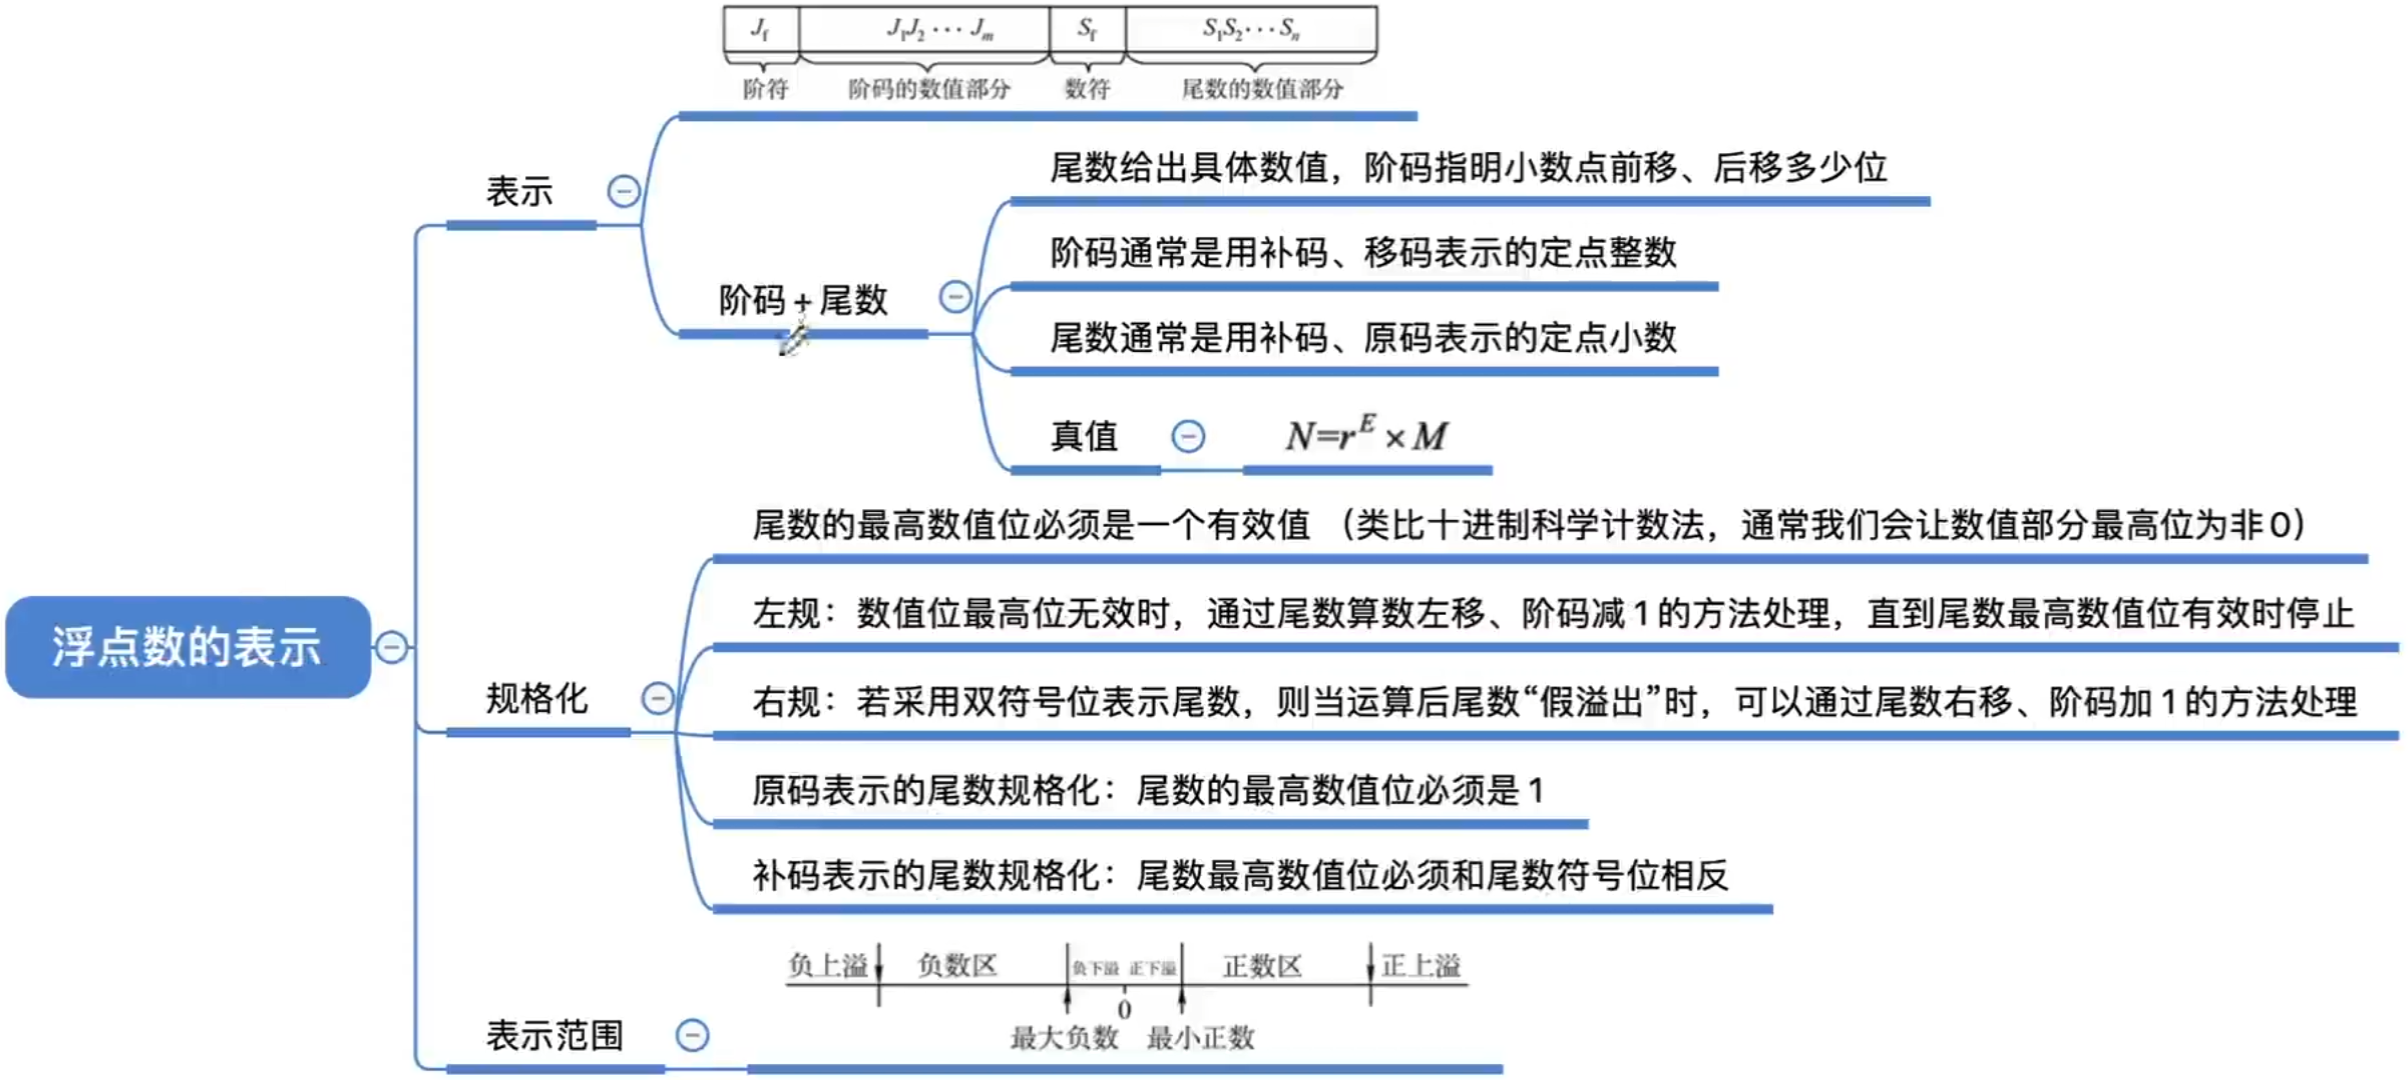 J_f J_1J_2 ··· J_m S_f S_1S_2 ··· S_n
阶符 阶码的数值部分 数符 尾数的数值部分
表示
尾数给出具体数值，阶码指明小数点前移、后移多少位
阶码通常是用补码、移码表示的定点整数
阶码+尾数
尾数通常是用补码、原码表示的定点小数
真值
N=r^E×M
浮点数的表示
规格化
尾数的最高数值位必须是一个有效值 （类比十进制科学计数法，通常我们会让数值部分最高位为非0）
左规：数值位最高位无效时，通过尾数算数左移、阶码减1的方法处理，直到尾数最高数值位有效时停止
右规：若采用双符号位表示尾数，则当运算后尾数“假溢出”时，可以通过尾数右移、阶码加1的方法处理
原码表示的尾数规格化：尾数的最高数值位必须是1
补码表示的尾数规格化：尾数最高数值位必须和尾数符号位相反
表示范围
负上溢 负数区 负下溢 正下溢 正数区 正上溢
0
最大负数 最小正数